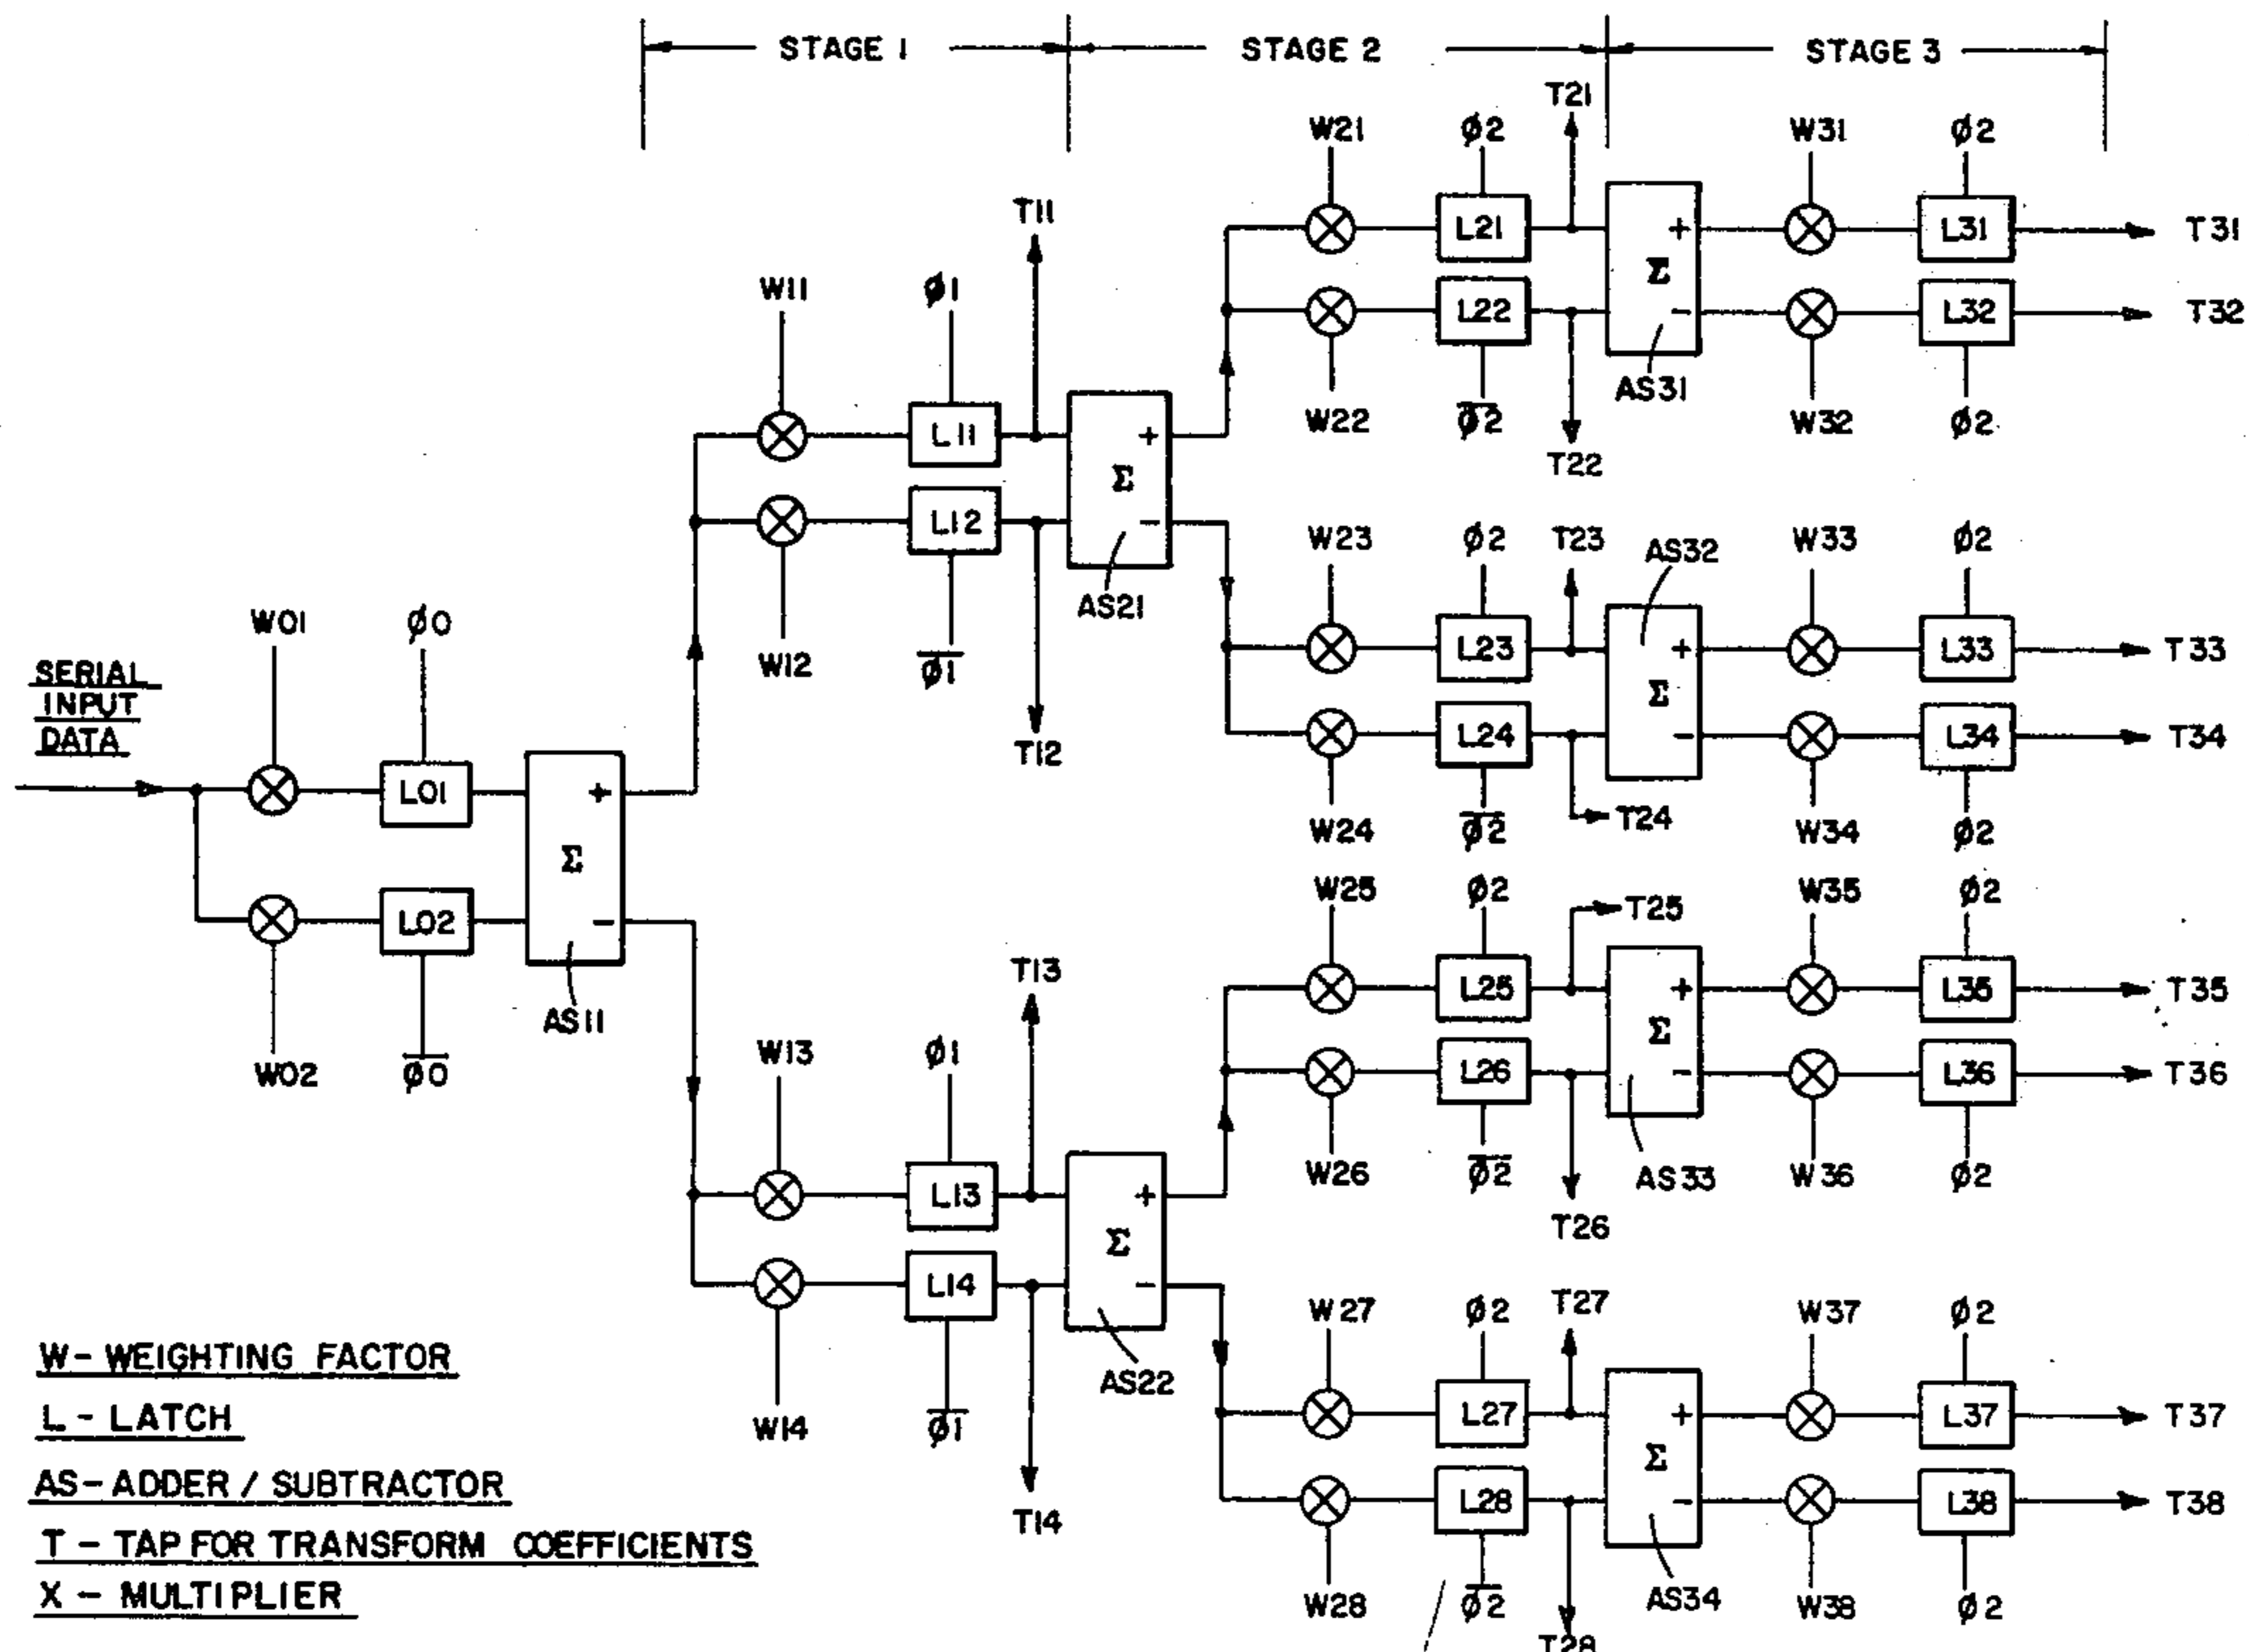 STAGE 1 STAGE 2 STAGE 3
T21
W21 Ø2 W31 Ø2
T11
L21 + L31 T31
W11 Ø1
Σ
L22 − L32 T32
AS31
W22 Ø2 W32 Ø2
L11 + T22
Σ
L12 −
W23 Ø2 T23 AS32 W33 Ø2
AS21
W01 Ø0
W12 Ø1
L23 + L33 T33
SERIAL
INPUT
DATA
Σ
T12
L24 − L34 T34
L01 +
T24
W24 Ø2 W34 Ø2
Σ
W25 Ø2 T25 W35 Ø2
L02 −
T13
L25 + L35 T35
AS11
Σ
W13 Ø1
W02 Ø0
L26 − L36 T36
W26 Ø2 AS33 W36 Ø2
L13 +
T26
Σ
L14 −
W27 Ø2 T27 W37 Ø2
W - WEIGHTING FACTOR
AS22
L27 + L37 T37
L - LATCH
W14 Ø1
Σ
AS - ADDER / SUBTRACTOR
L28 − L38 T38
T14
T - TAP FOR TRANSFORM COEFFICIENTS
X - MULTIPLIER
W28 Ø2 AS34 W38 Ø2
T28